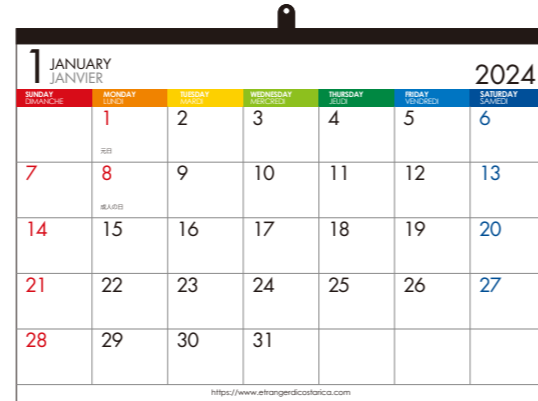 1 JANUARY
JANVIER
2024
SUNDAY MONDAY TUESDAY WEDNESDAY THURSDAY FRIDAY SATURDAY
DIMANCHE LUNDI MARDI MERCREDI JEUDI VENDREDI SAMEDI
1 2 3 4 5 6
元日
7 8 9 10 11 12 13
成人の日
14 15 16 17 18 19 20
21 22 23 24 25 26 27
28 29 30 31
https://www.etrangerdicostarica.com